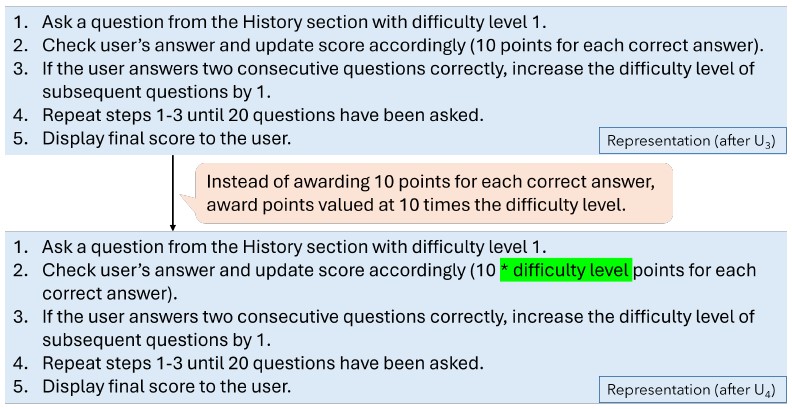 1. Ask a question from the History section with difficulty level 1.
2. Check user's answer and update score accordingly (10 points for each correct answer).
3. If the user answers two consecutive questions correctly, increase the difficulty level of
subsequent questions by 1.
4. Repeat steps 1-3 until 20 questions have been asked.
5. Display final score to the user.
Representation (after U₃)
Instead of awarding 10 points for each correct answer,
award points valued at 10 times the difficulty level.
1. Ask a question from the History section with difficulty level 1.
2. Check user's answer and update score accordingly (10 * difficulty level points for each
correct answer).
3. If the user answers two consecutive questions correctly, increase the difficulty level of
subsequent questions by 1.
4. Repeat steps 1-3 until 20 questions have been asked.
5. Display final score to the user.
Representation (after U₄)